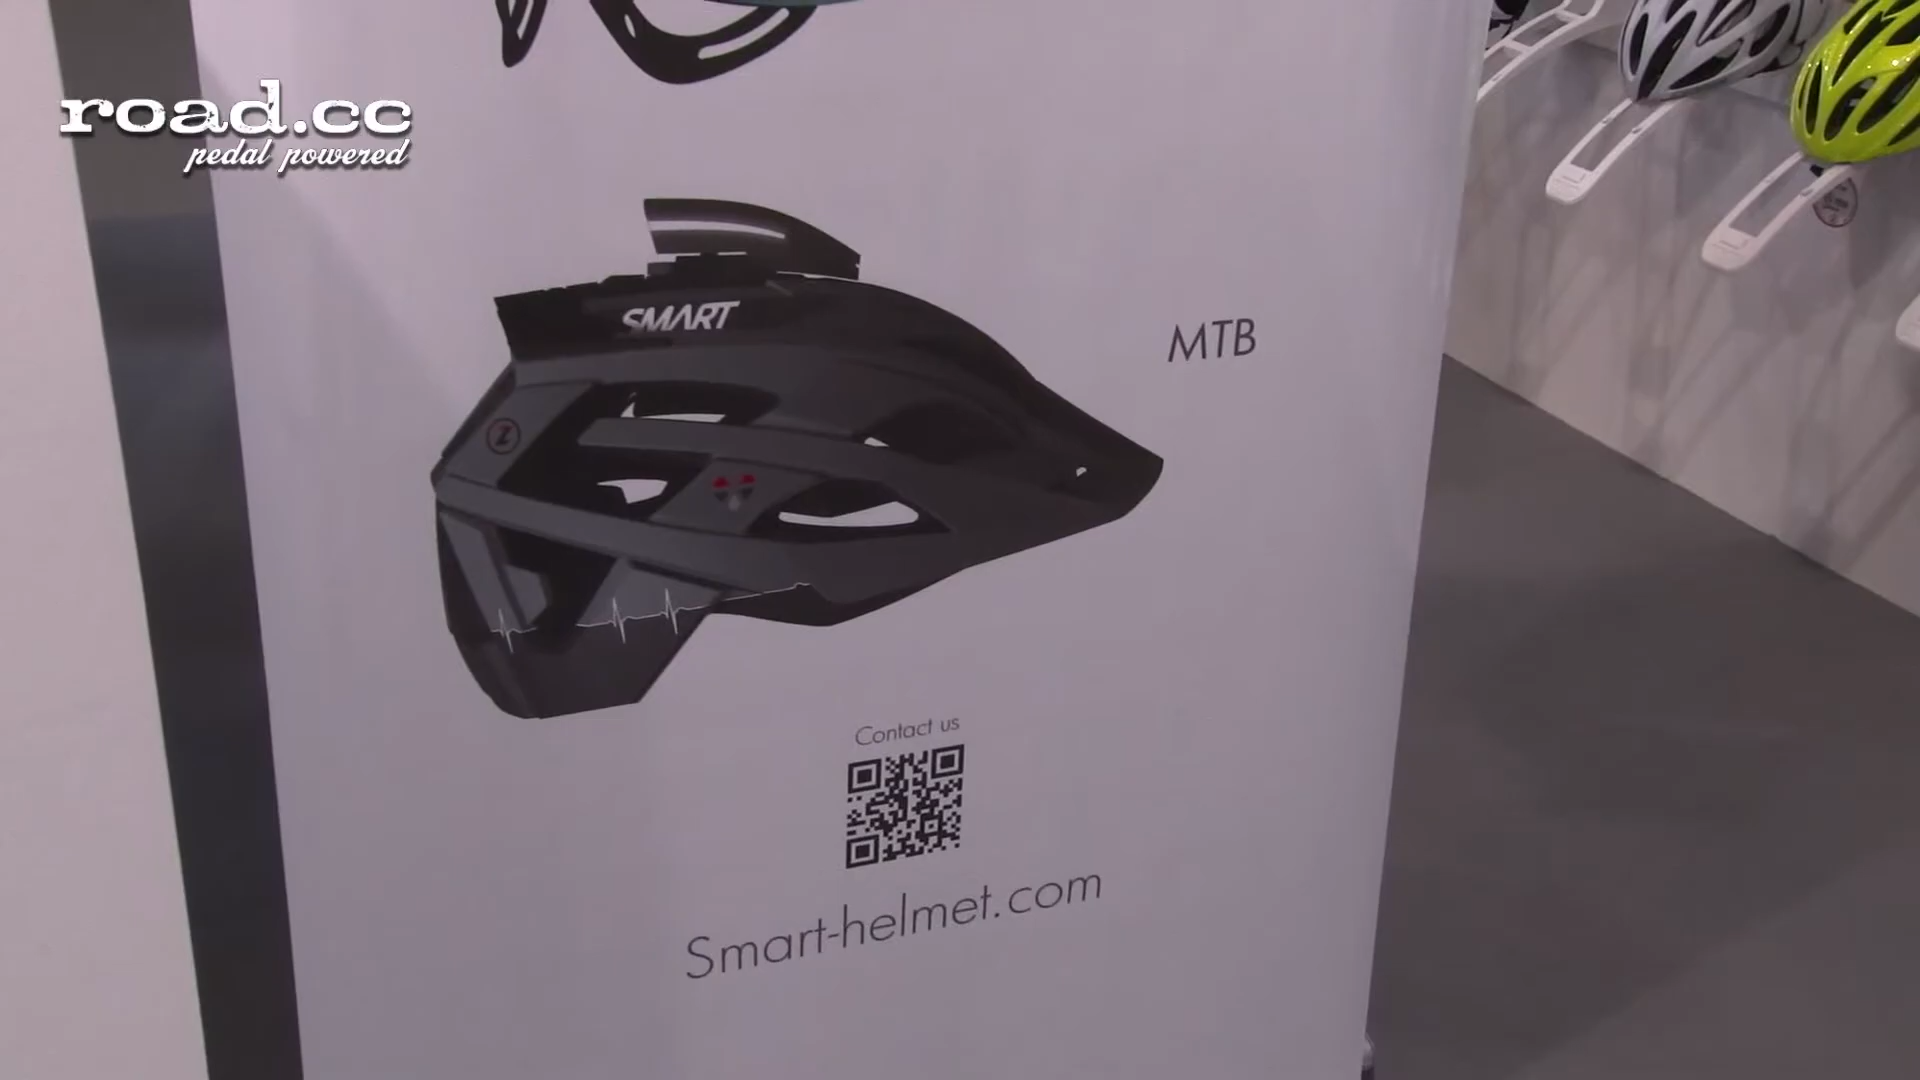 road.cc
pedal powered
SMART
MTB
Contact us
Smart-helmet.com